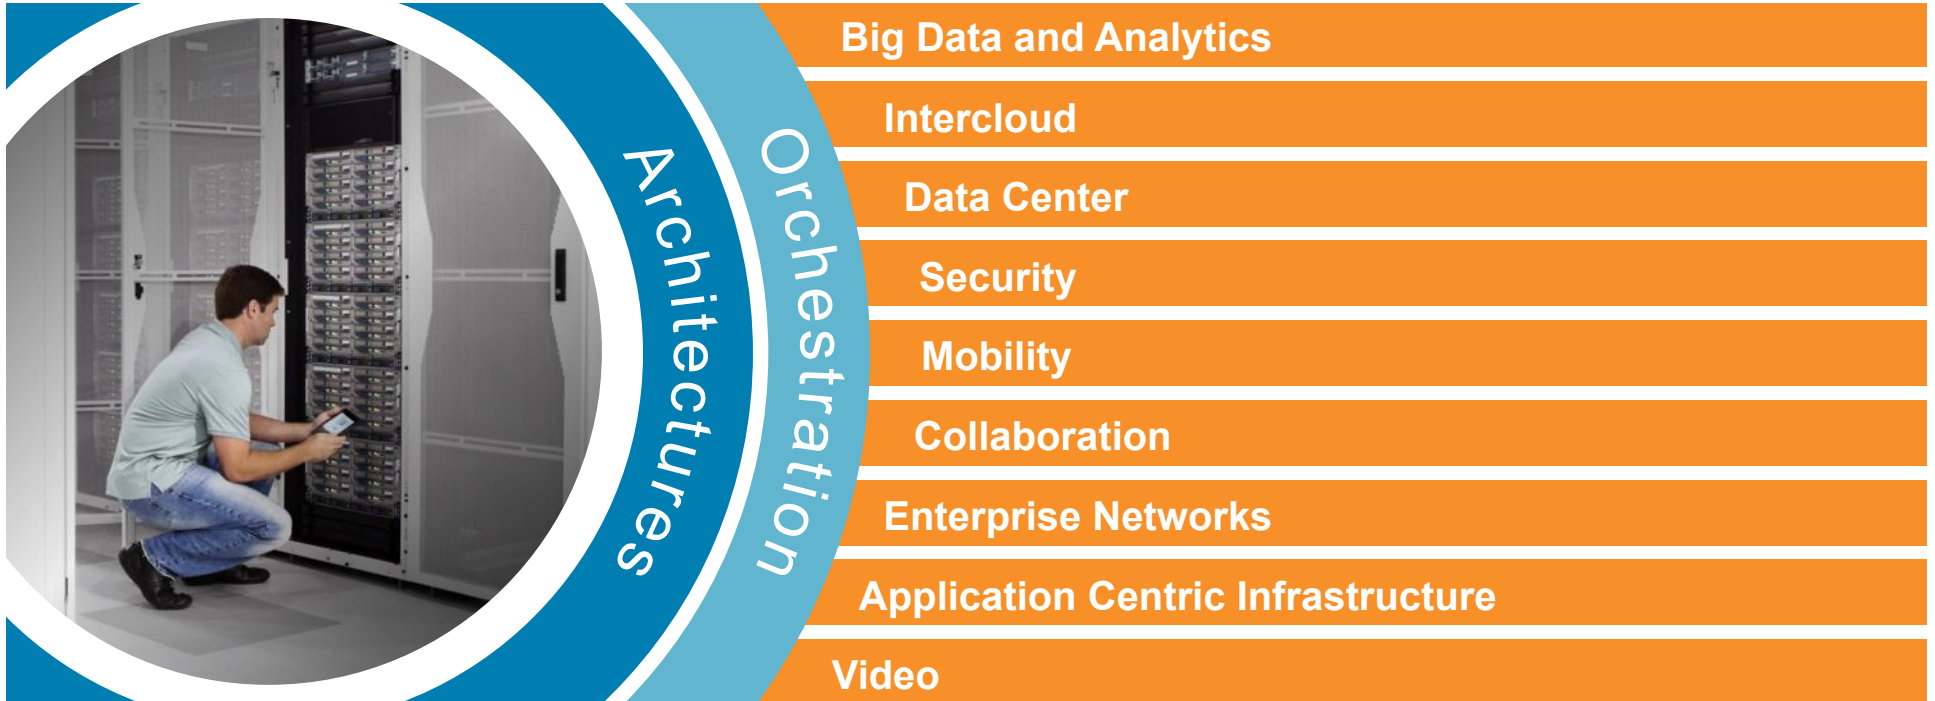 Architectures
Orchestration
Big Data and Analytics
Intercloud
Data Center
Security
Mobility
Collaboration
Enterprise Networks
Application Centric Infrastructure
Video